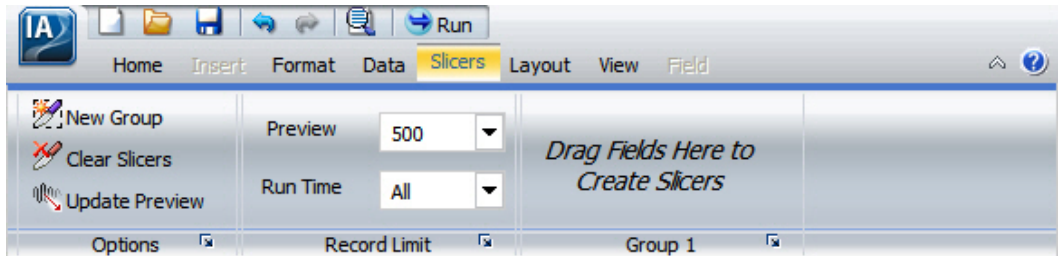 IA
Run
Home Insert Format Data Slicers Layout View Field
New Group
Clear Slicers
Update Preview
Options
Preview 500
Run Time All
Record Limit
Drag Fields Here to
Create Slicers
Group 1